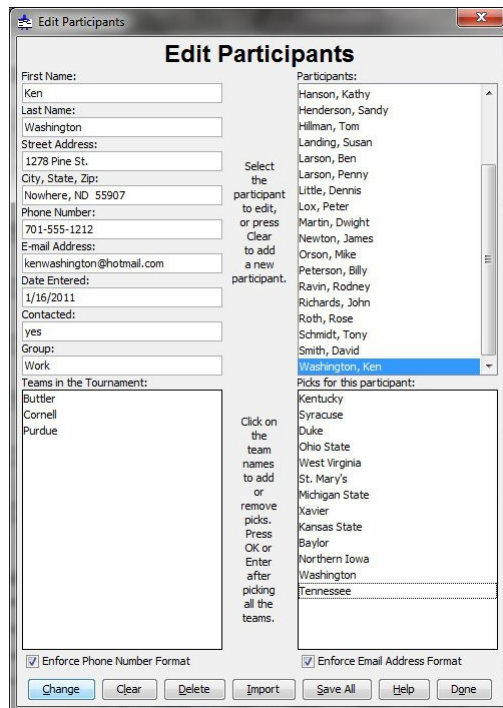 Edit Participants
Edit Participants
First Name:
Ken
Last Name:
Washington
Street Address:
1278 Pine St.
City, State, Zip:
Nowhere, ND 55907
Phone Number:
701-555-1212
E-mail Address:
kenwashington@hotmail.com
Date Entered:
1/16/2011
Contacted:
yes
Group:
Work
Select
the
participant
to edit,
or press
Clear
to add
a new
participant.
Participants:
Hanson, Kathy
Henderson, Sandy
Hillman, Tom
Landing, Susan
Larson, Ben
Larson, Penny
Little, Dennis
Lox, Peter
Martin, Dwight
Newton, James
Orson, Mike
Peterson, Billy
Ravin, Rodney
Richards, John
Roth, Rose
Schmidt, Tony
Smith, David
Washington, Ken
Teams in the Tournament:
Buttler
Cornell
Purdue
Click on
the
team
names
to add
or
remove
picks.
Press
OK or
Enter
after
picking
all the
teams.
Picks for this participant:
Kentucky
Syracuse
Duke
Ohio State
West Virginia
St. Mary's
Michigan State
Xavier
Kansas State
Baylor
Northern Iowa
Washington
Tennessee
Enforce Phone Number Format
Enforce Email Address Format
Change Clear Delete Import Save All Help Done